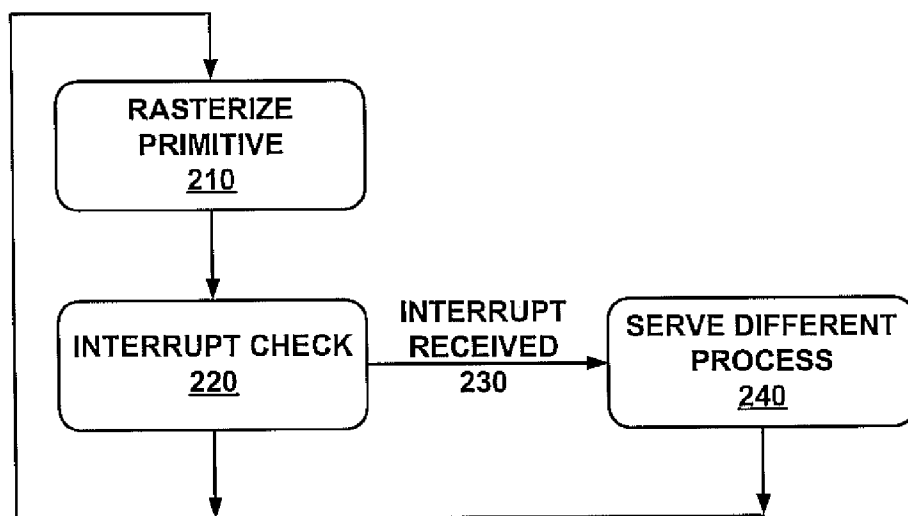 RASTERIZE
PRIMITIVE
210
INTERRUPT CHECK
220
INTERRUPT
RECEIVED
230
SERVE DIFFERENT
PROCESS
240